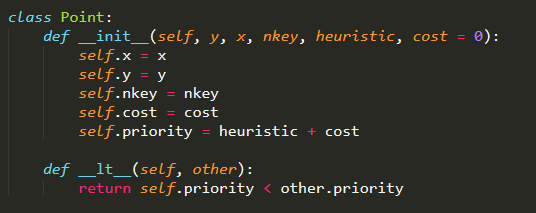 class Point:
    def __init__(self, y, x, nkey, heuristic, cost = 0):
        self.x = x
        self.y = y
        self.nkey = nkey
        self.cost = cost
        self.priority = heuristic + cost

    def __lt__(self, other):
        return self.priority < other.priority